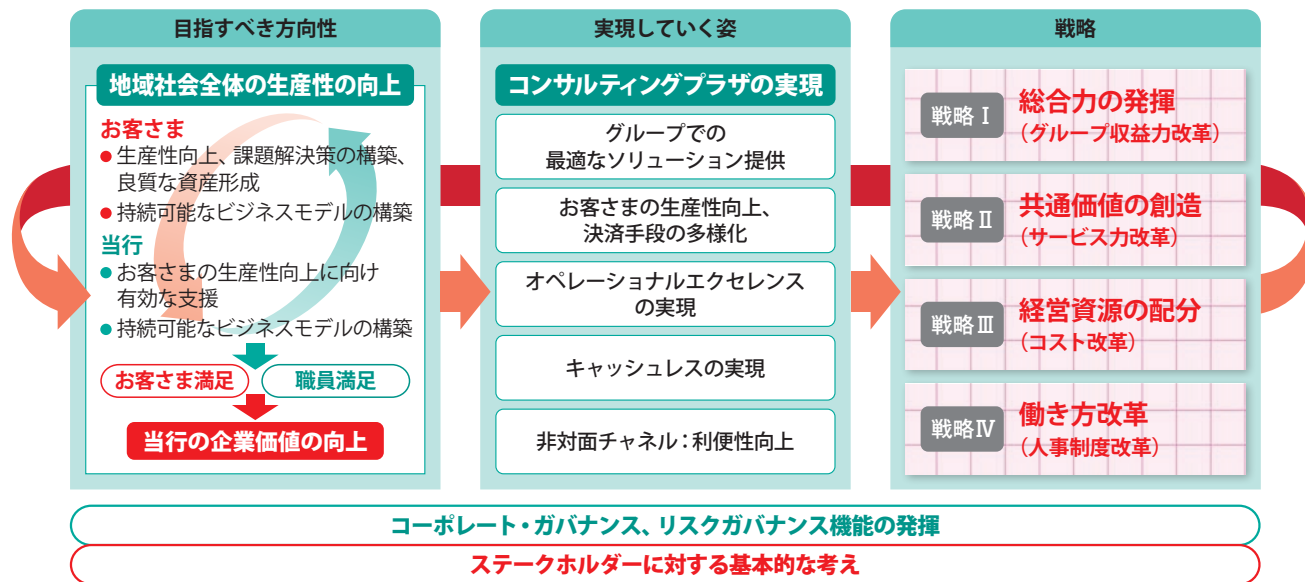 目指すべき方向性
地域社会全体の生産性の向上
お客さま
●生産性向上、課題解決策の構築、
良質な資産形成
●持続可能なビジネスモデルの構築
当行
●お客さまの生産性向上に向け
有効な支援
●持続可能なビジネスモデルの構築
お客さま満足
職員満足
当行の企業価値の向上
実現していく姿
コンサルティングプラザの実現
グループでの
最適なソリューション提供
お客さまの生産性向上、
決済手段の多様化
オペレーショナルエクセレンス
の実現
キャッシュレスの実現
非対面チャネル：利便性向上
戦略
戦略Ⅰ
総合力の発揮
（グループ収益力改革）
戦略Ⅱ
共通価値の創造
（サービス力改革）
戦略Ⅲ
経営資源の配分
（コスト改革）
戦略Ⅳ
働き方改革
（人事制度改革）
コーポレート・ガバナンス、リスクガバナンス機能の発揮
ステークホルダーに対する基本的な考え